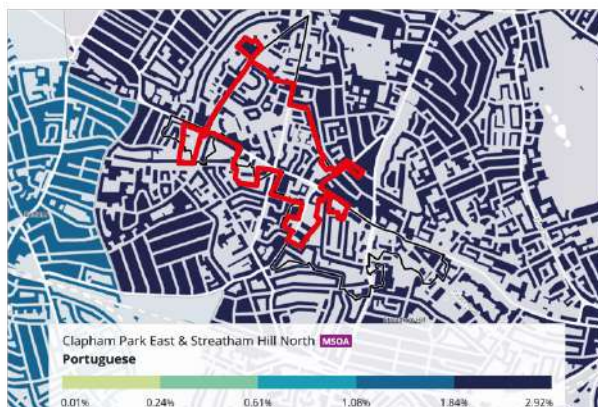 Clapham Park East & Streatham Hill North MSOA
Portuguese
0.01% 0.24% 0.61% 1.08% 1.84% 2.92%